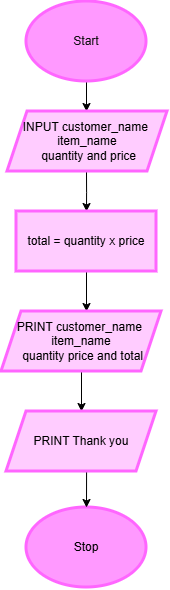 Start
INPUT customer_name
item_name
quantity and price
total = quantity x price
PRINT customer_name
item_name
quantity price and total
PRINT Thank you
Stop